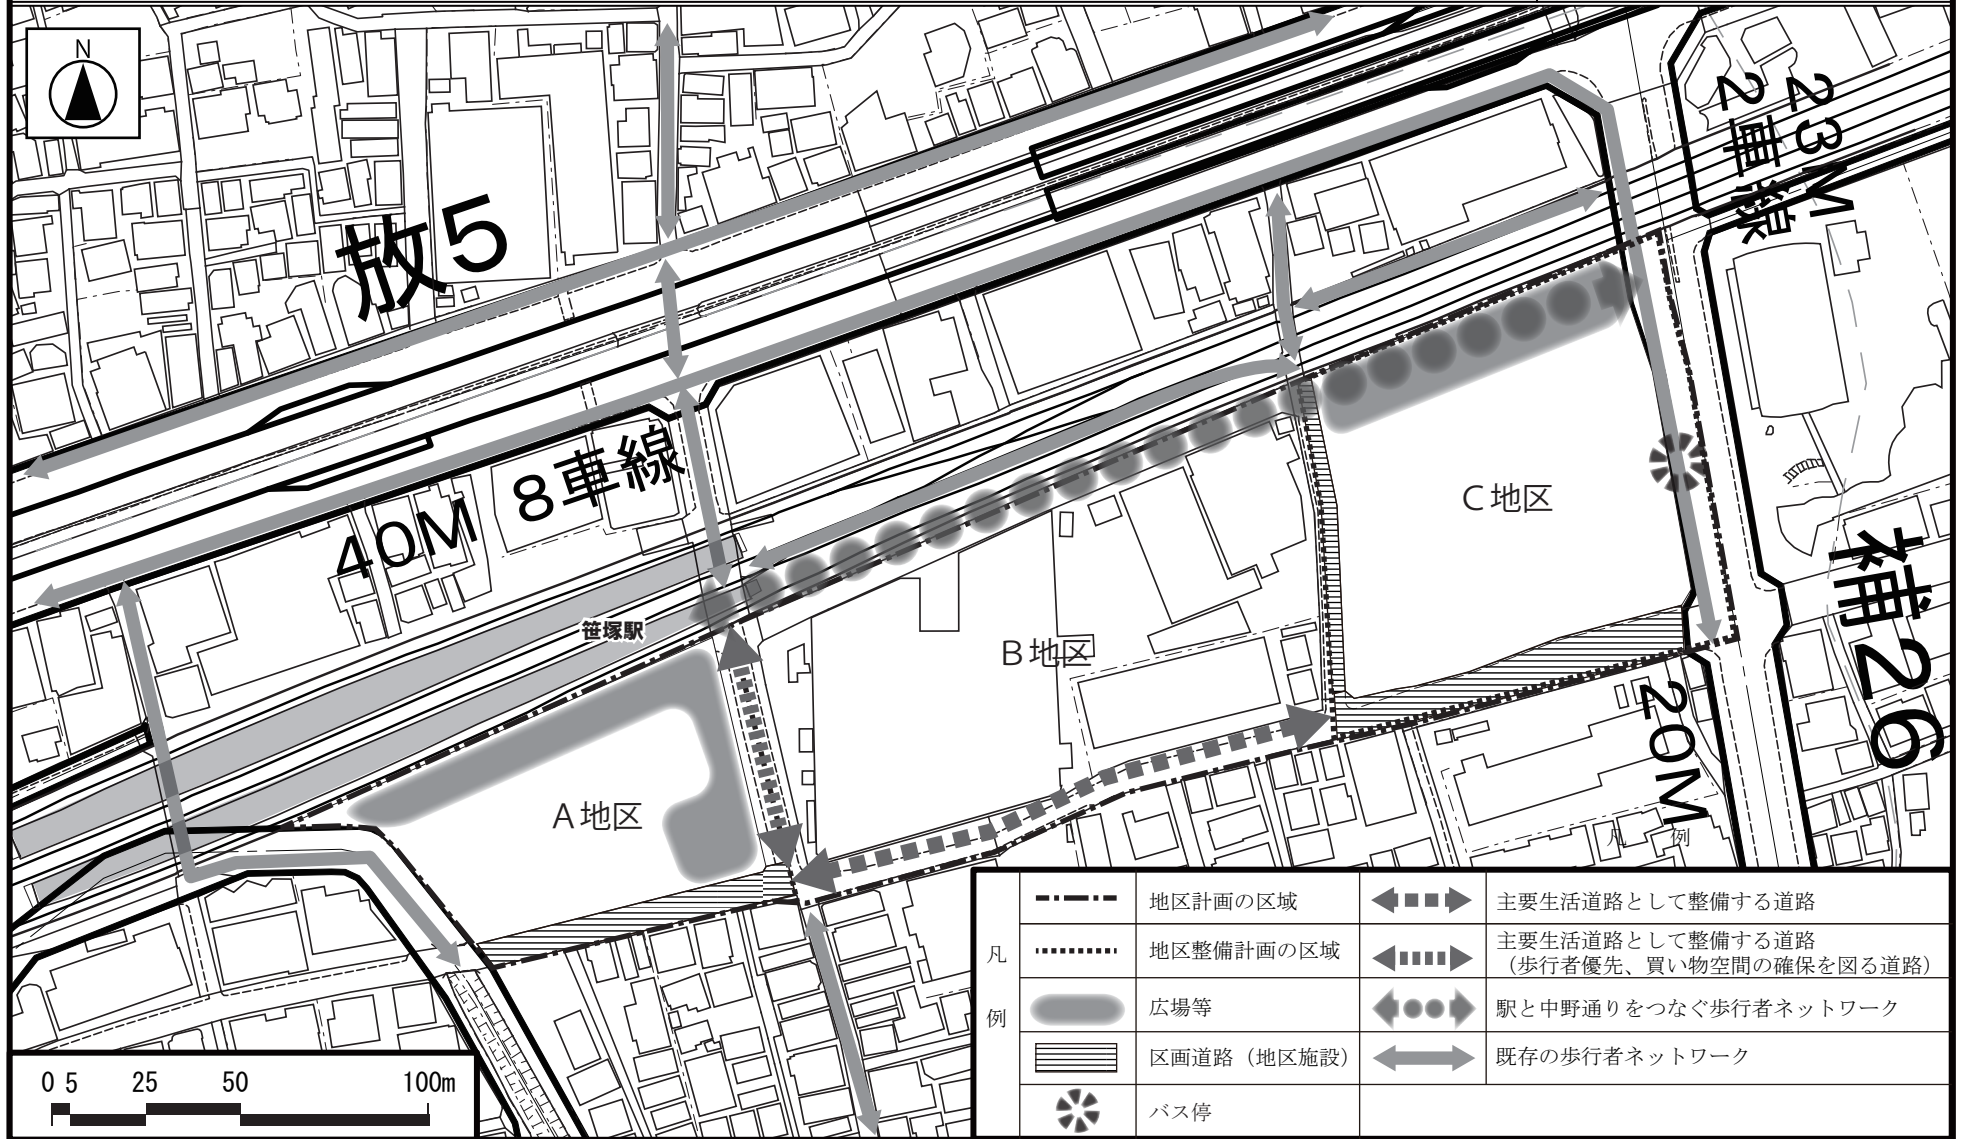 N
放5
23M
2車線
40M 8車線
笹塚駅
C地区
B地区
A地区
補26
20M
凡 例
凡例
地区計画の区域
主要生活道路として整備する道路
地区整備計画の区域
主要生活道路として整備する道路
（歩行者優先、買い物空間の確保を図る道路）
広場等
駅と中野通りをつなぐ歩行者ネットワーク
区画道路（地区施設）
既存の歩行者ネットワーク
バス停
0 5 25 50 100m